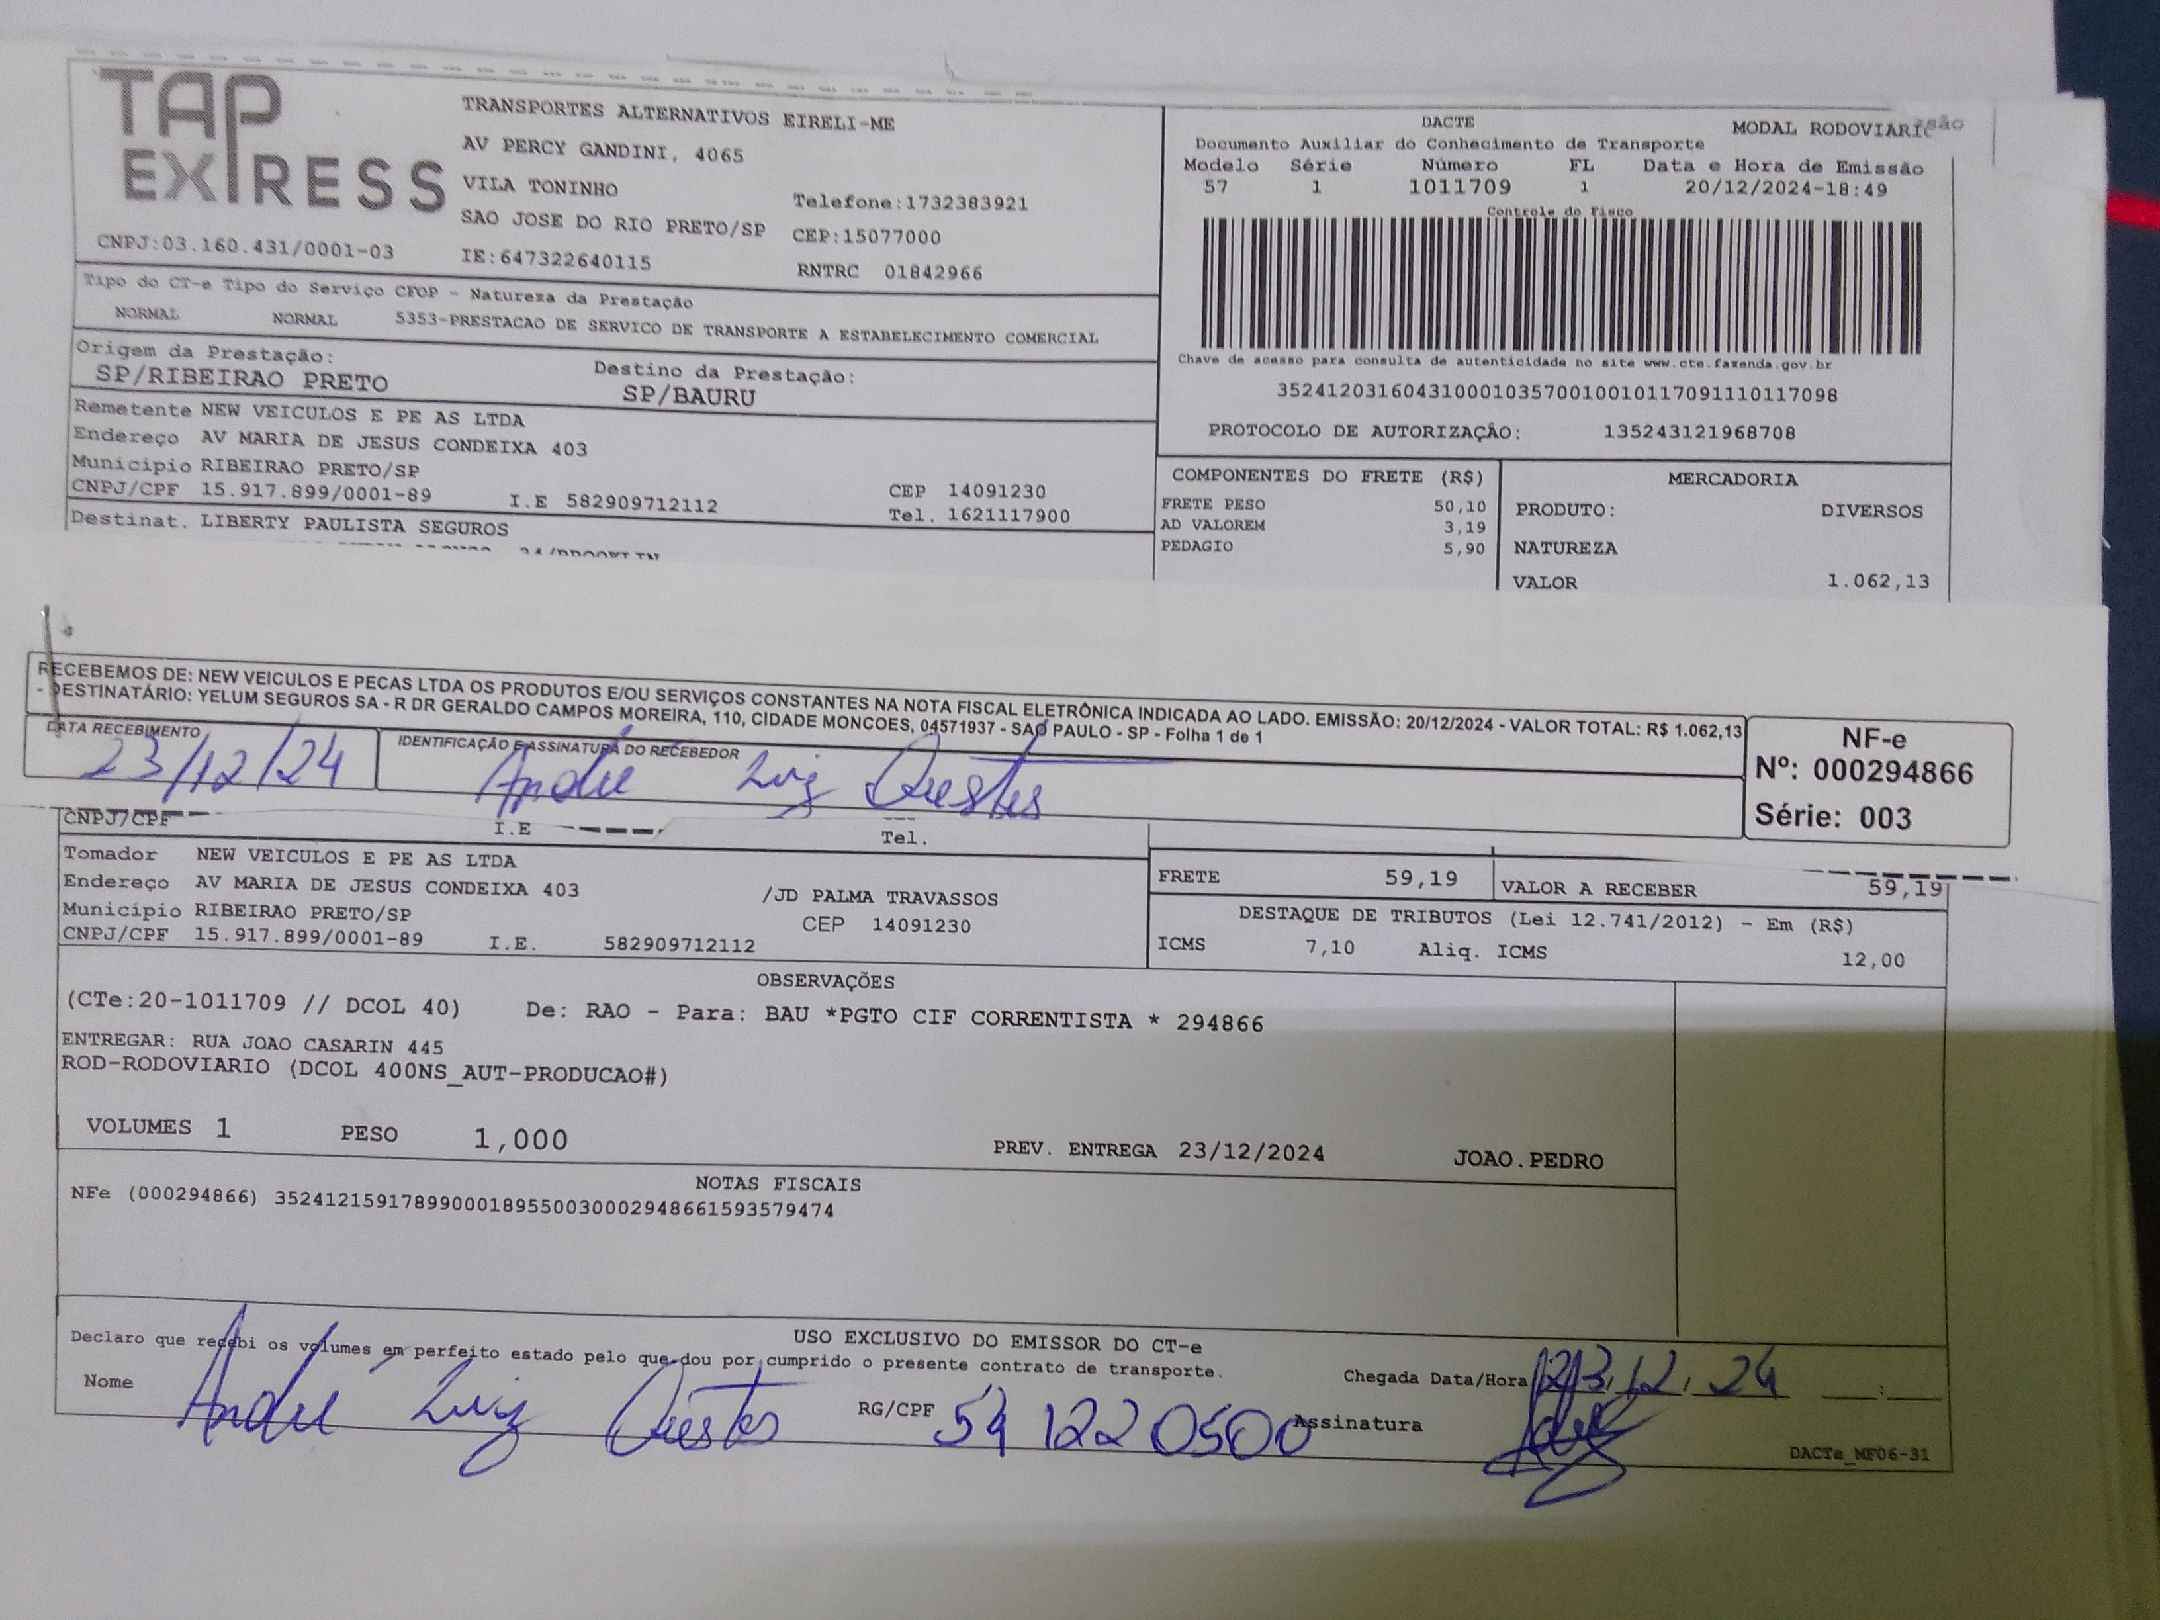 TAP EXPRESS
TRANSPORTES ALTERNATIVOS EIRELI-ME
AV PERCY GANDINI, 4065
VILA TONINHO
Telefone:1732383921
SAO JOSE DO RIO PRETO/SP CEP:15077000
CNPJ:03.160.431/0001-03 IE:647322640115 RNTRC 01842966
DACTE MODAL RODOVIARIO
Documento Auxiliar do Conhecimento de Transporte
Modelo Série Número FL Data e Hora de Emissão
57 1 1011709 1 20/12/2024-18:49
Controle do Fisco
Chave de acesso para consulta de autenticidade no site www.cte.fazenda.gov.br
35241203160431000103570010010117091110117098
PROTOCOLO DE AUTORIZAÇÃO: 135243121968708
Tipo do CT-e Tipo do Serviço CFOP - Natureza da Prestação
NORMAL NORMAL 5353-PRESTACAO DE SERVICO DE TRANSPORTE A ESTABELECIMENTO COMERCIAL
Origem da Prestação: Destino da Prestação:
SP/RIBEIRAO PRETO SP/BAURU
Remetente NEW VEICULOS E PE AS LTDA
Endereço AV MARIA DE JESUS CONDEIXA 403
Município RIBEIRAO PRETO/SP CEP 14091230
CNPJ/CPF 15.917.899/0001-89 I.E 582909712112 Tel. 1621117900
Destinat. LIBERTY PAULISTA SEGUROS
COMPONENTES DO FRETE (R$)
FRETE PESO 50,10
AD VALOREM 3,19
PEDAGIO 5,90
MERCADORIA
PRODUTO: DIVERSOS
NATUREZA
VALOR 1.062,13
RECEBEMOS DE: NEW VEICULOS E PECAS LTDA OS PRODUTOS E/OU SERVIÇOS CONSTANTES NA NOTA FISCAL ELETRÔNICA INDICADA AO LADO. EMISSÃO: 20/12/2024 - VALOR TOTAL: R$ 1.062,13
- DESTINATÁRIO: YELUM SEGUROS SA - R DR GERALDO CAMPOS MOREIRA, 110, CIDADE MONCOES, 04571937 - SAO PAULO - SP - Folha 1 de 1
DATA RECEBIMENTO IDENTIFICAÇÃO E ASSINATURA DO RECEBEDOR
23/12/24 André Luiz
NF-e
Nº: 000294866
Série: 003
CNPJ/CPF I.E Tel.
Tomador NEW VEICULOS E PE AS LTDA
Endereço AV MARIA DE JESUS CONDEIXA 403 /JD PALMA TRAVASSOS
Município RIBEIRAO PRETO/SP CEP 14091230
CNPJ/CPF 15.917.899/0001-89 I.E. 582909712112
FRETE 59,19 VALOR A RECEBER 59,19
DESTAQUE DE TRIBUTOS (Lei 12.741/2012) - Em (R$)
ICMS 7,10 Aliq. ICMS 12,00
OBSERVAÇÕES
(CTe:20-1011709 // DCOL 40) De: RAO - Para: BAU *PGTO CIF CORRENTISTA * 294866
ENTREGAR: RUA JOAO CASARIN 445
ROD-RODOVIARIO (DCOL 400NS_AUT-PRODUCAO#)
VOLUMES 1 PESO 1,000 PREV. ENTREGA 23/12/2024 JOAO.PEDRO
NOTAS FISCAIS
NFe (000294866) 35241215917899000189550030002948661593579474
USO EXCLUSIVO DO EMISSOR DO CT-e
Declaro que recebi os volumes em perfeito estado pelo que dou por cumprido o presente contrato de transporte.
Nome André Luiz RG/CPF 541220500 Chegada Data/Hora 23.12.24 __:__
Assinatura
DACTe_MF06-31